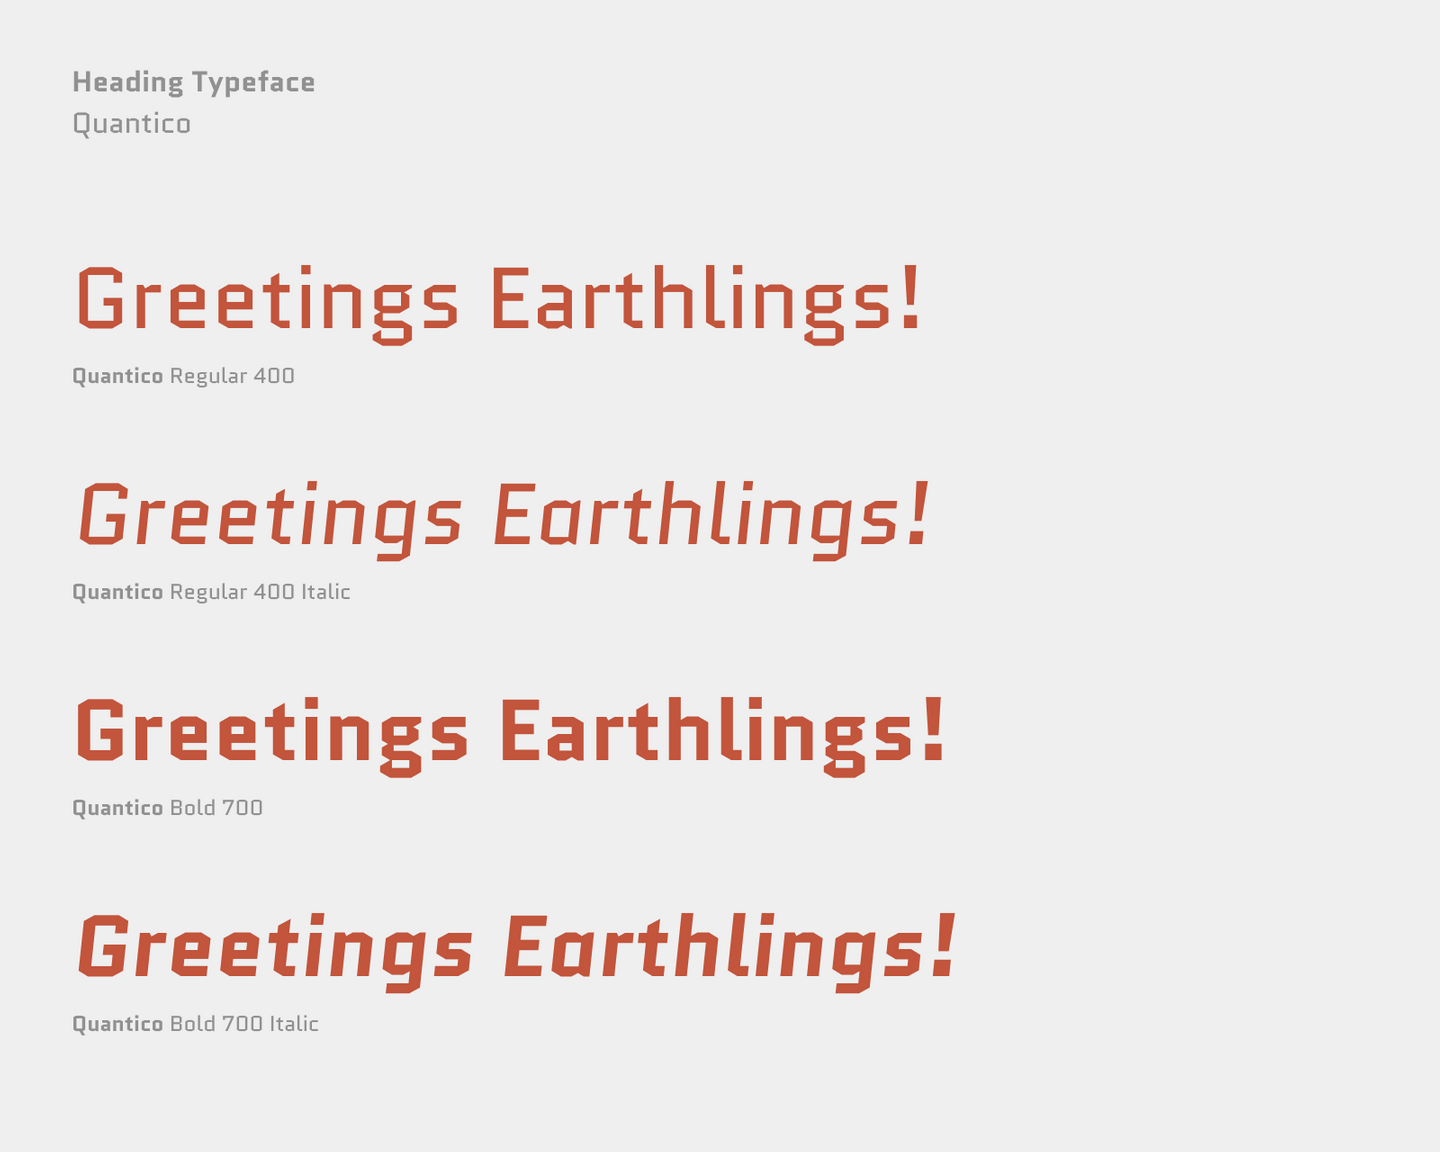 Heading Typeface
Quantico
Greetings Earthlings!
Quantico Regular 400
Greetings Earthlings!
Quantico Regular 400 Italic
Greetings Earthlings!
Quantico Bold 700
Greetings Earthlings!
Quantico Bold 700 Italic